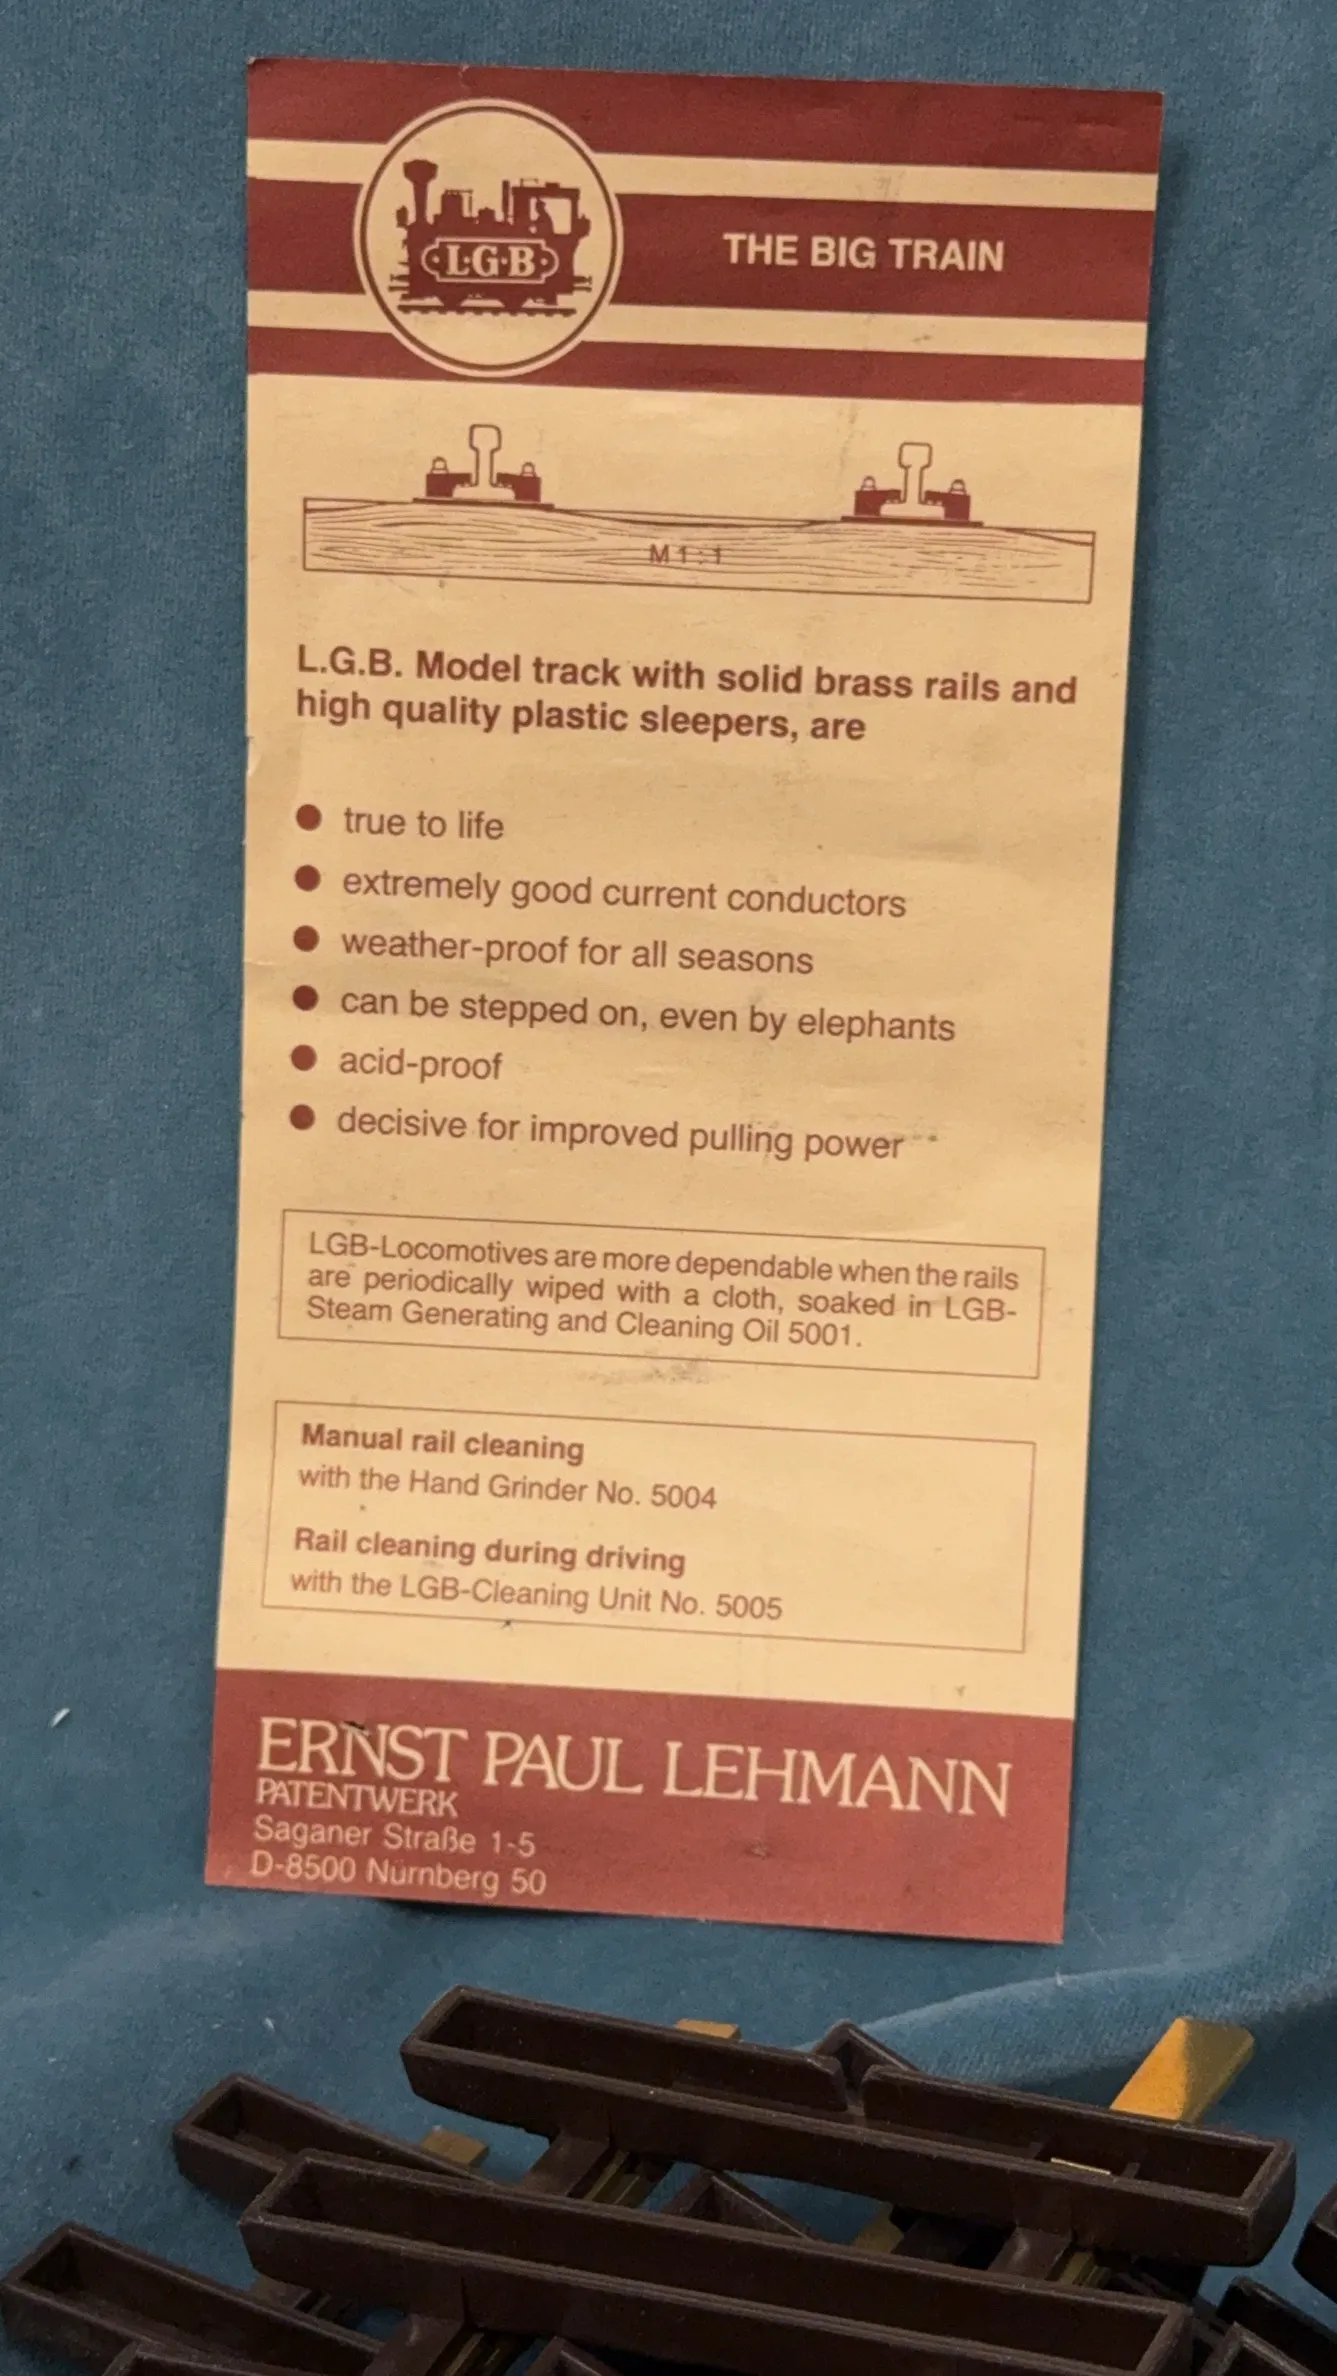 L·G·B
THE BIG TRAIN
M 1 : 1
L.G.B. Model track with solid brass rails and
high quality plastic sleepers, are
● true to life
● extremely good current conductors
● weather-proof for all seasons
● can be stepped on, even by elephants
● acid-proof
● decisive for improved pulling power
LGB-Locomotives are more dependable when the rails
are periodically wiped with a cloth, soaked in LGB-
Steam Generating and Cleaning Oil 5001.
Manual rail cleaning
with the Hand Grinder No. 5004
Rail cleaning during driving
with the LGB-Cleaning Unit No. 5005
ERNST PAUL LEHMANN
PATENTWERK
Saganer Straße 1-5
D-8500 Nürnberg 50